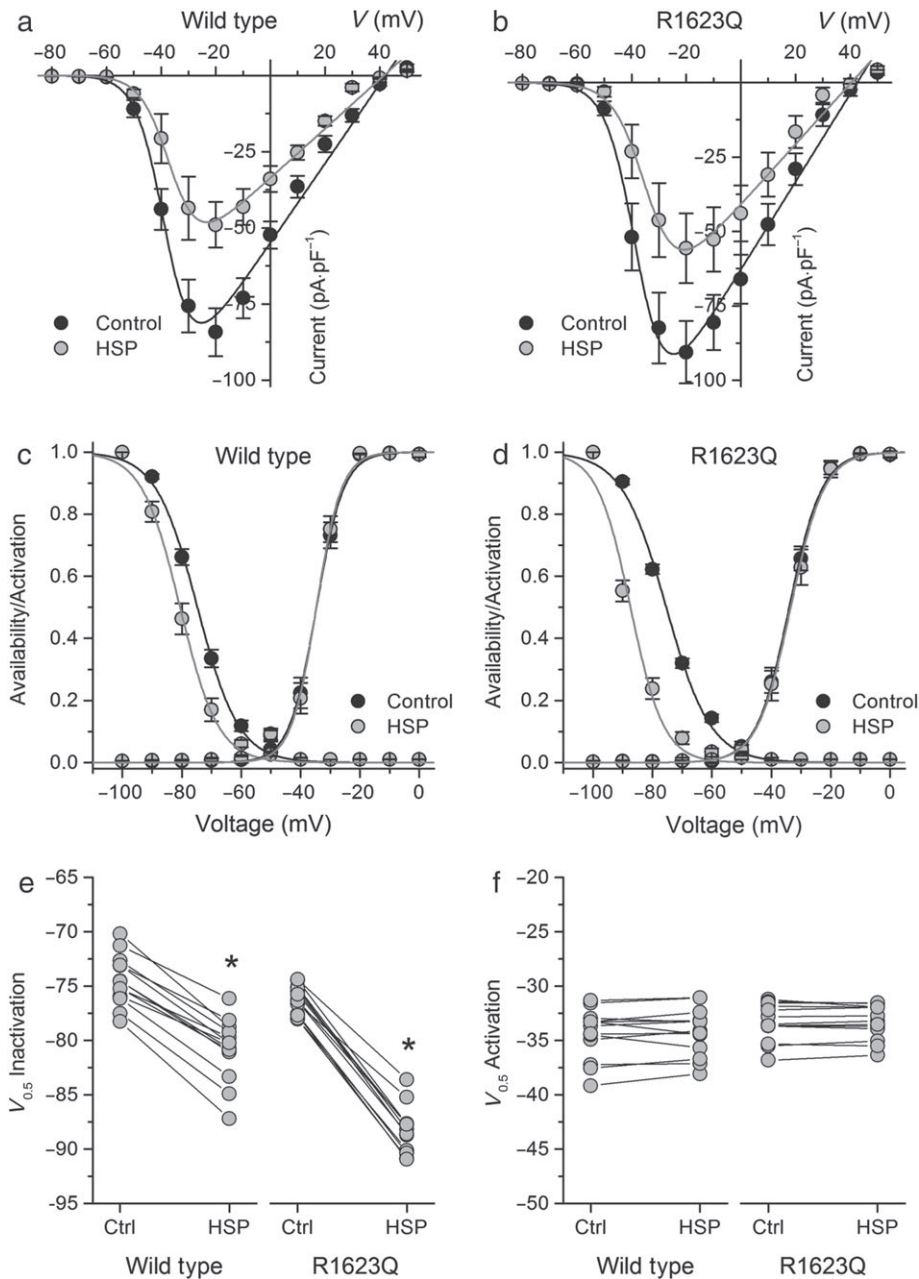 a
Wild type
V (mV)
−80 −60 −40 −20 20 40
−25
−50
−75
−100
Current (pA·pF⁻¹)
Control
HSP
b
R1623Q
V (mV)
−80 −60 −40 −20 20 40
−25
−50
−75
−100
Current (pA·pF⁻¹)
Control
HSP
c
Wild type
1.0
0.8
0.6
0.4
0.2
0.0
Availability/Activation
Control
HSP
−100 −80 −60 −40 −20 0
Voltage (mV)
d
R1623Q
1.0
0.8
0.6
0.4
0.2
0.0
Availability/Activation
Control
HSP
−100 −80 −60 −40 −20 0
Voltage (mV)
e
−65
−70
−75
−80
−85
−90
−95
V0.5 Inactivation
*
*
Ctrl HSP Ctrl HSP
Wild type R1623Q
f
−20
−25
−30
−35
−40
−45
−50
V0.5 Activation
Ctrl HSP Ctrl HSP
Wild type R1623Q